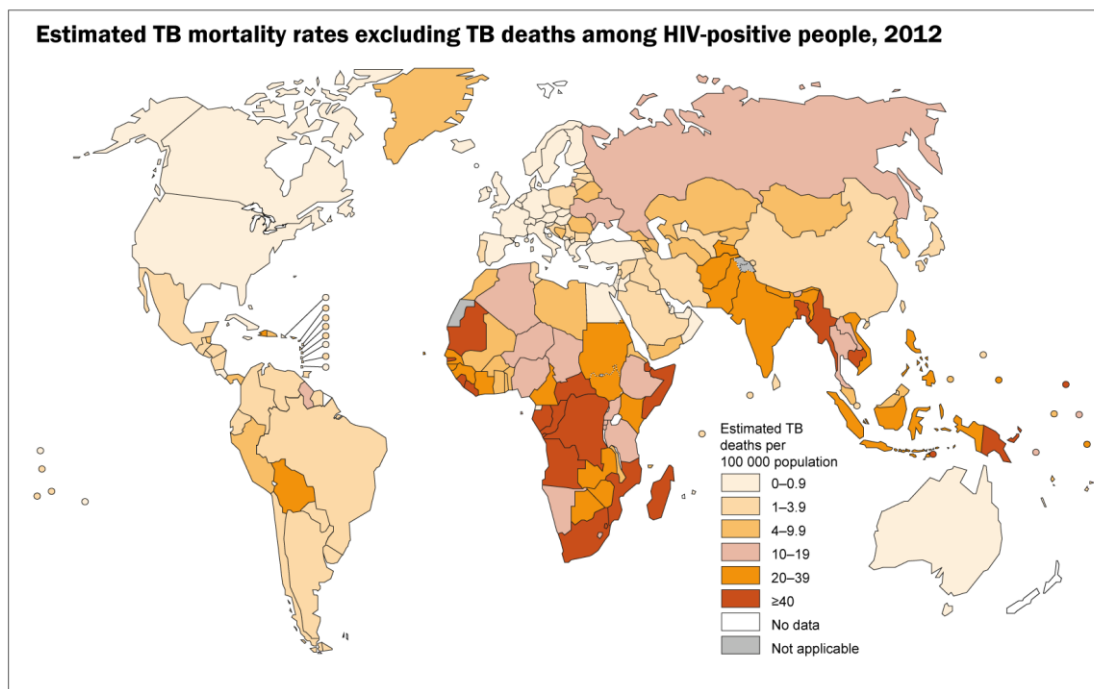 Estimated TB mortality rates excluding TB deaths among HIV-positive people, 2012
Estimated TB
deaths per
100 000 population
0–0.9
1–3.9
4–9.9
10–19
20–39
≥40
No data
Not applicable